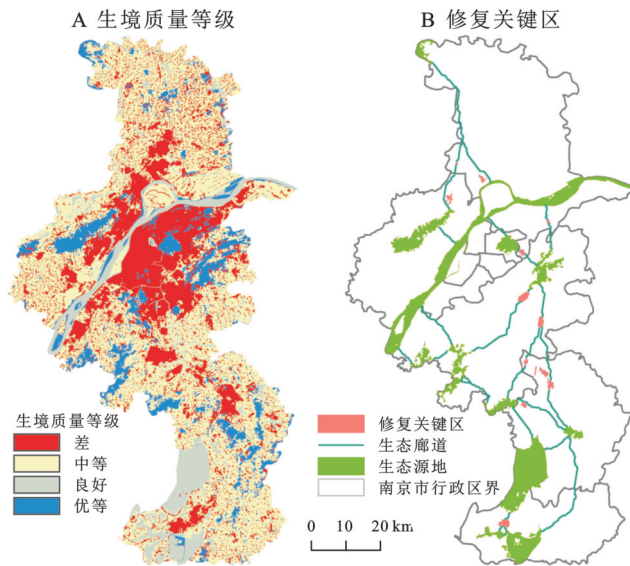 A 生境质量等级
B 修复关键区
生境质量等级
差
中等
良好
优等
修复关键区
生态廊道
生态源地
南京市行政区界
0 10 20 km